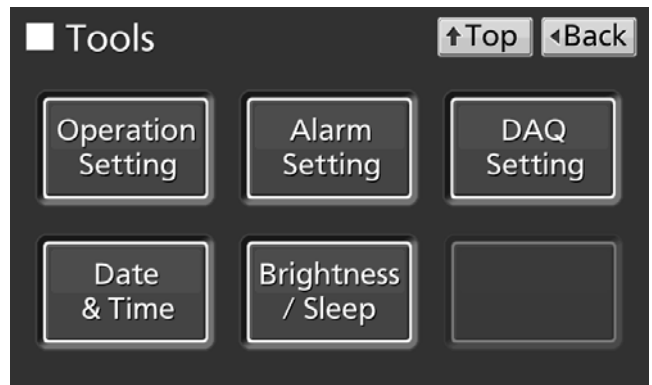 Tools
Top
Back
Operation
Setting
Alarm
Setting
DAQ
Setting
Date
& Time
Brightness
/ Sleep